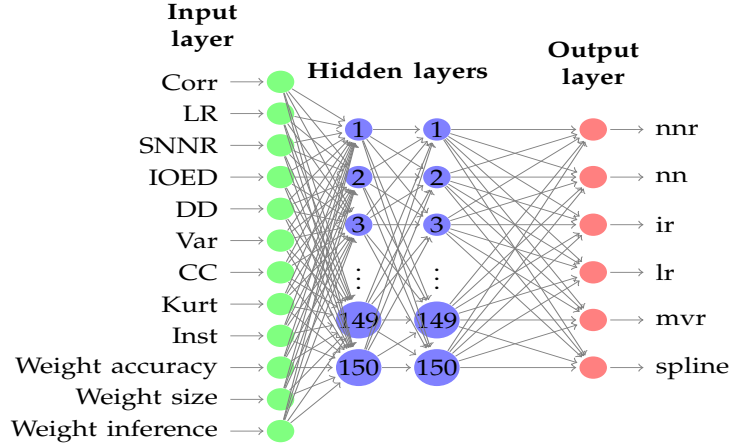 Input
layer
Hidden layers
Output
layer
Corr
LR
SNNR
IOED
DD
Var
CC
Kurt
Inst
Weight accuracy
Weight size
Weight inference
1
1
2
2
3
3
⋮
⋮
149
149
150
150
nnr
nn
ir
lr
mvr
spline